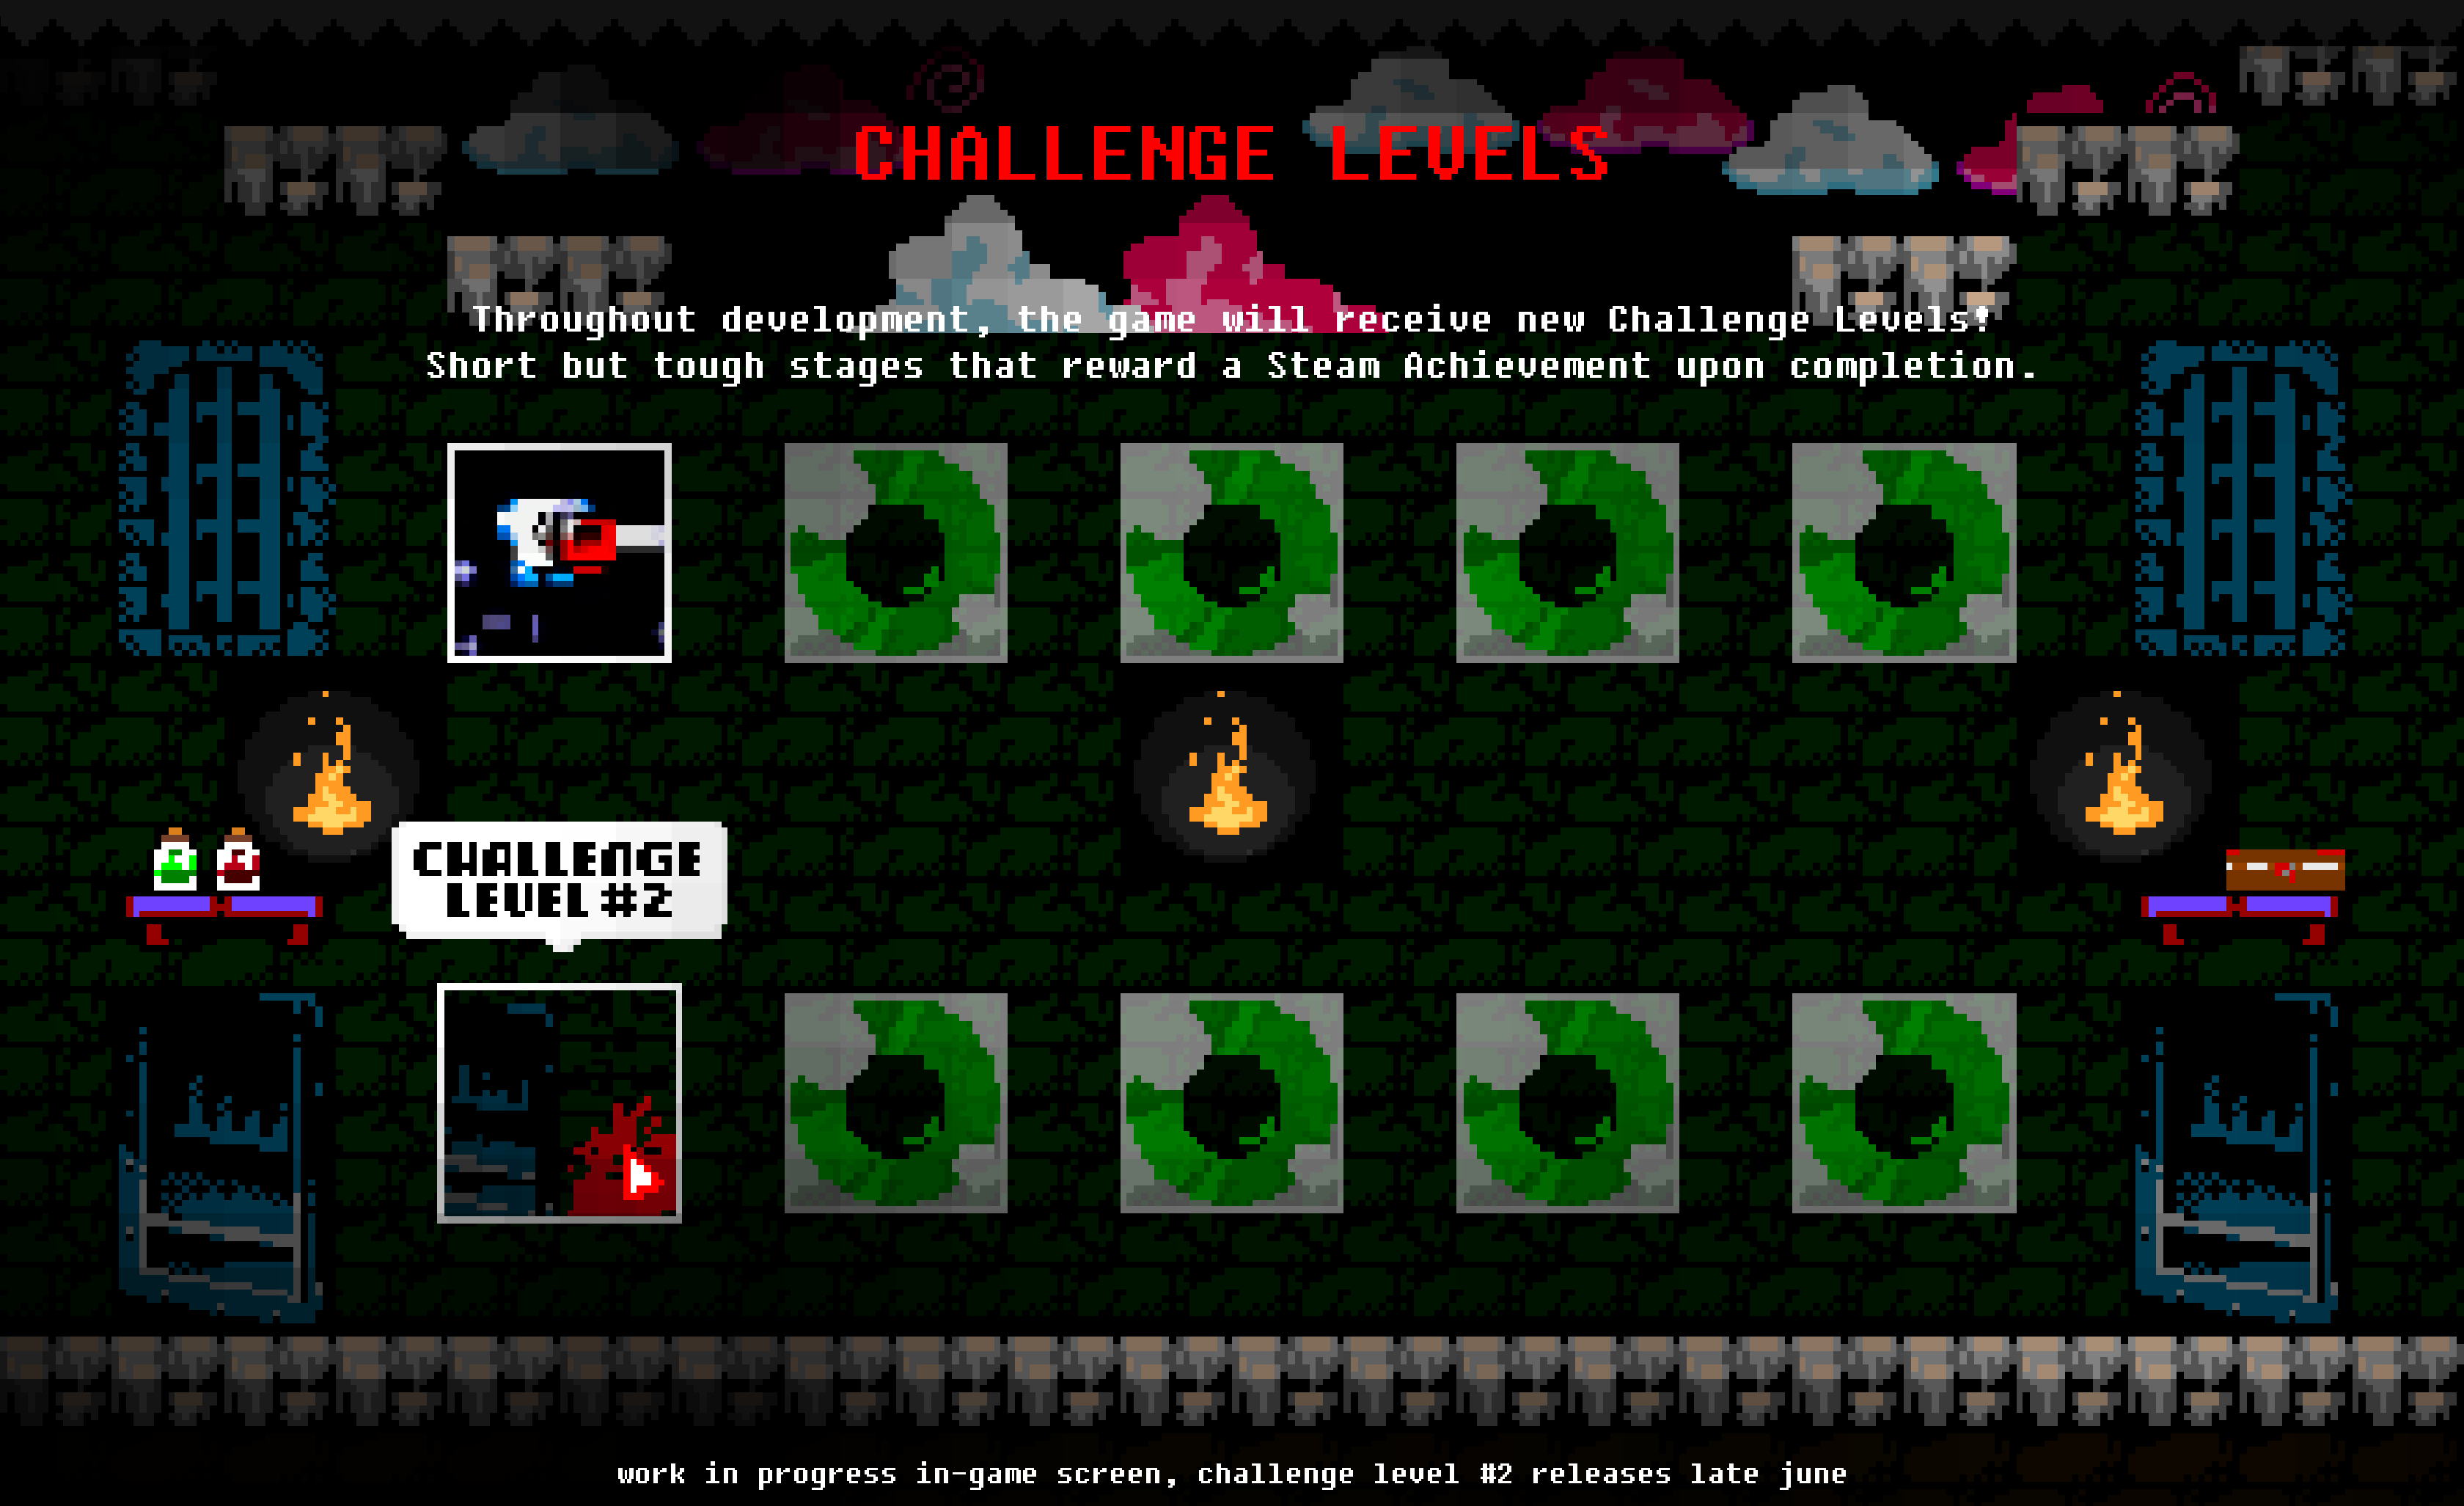 CHALLENGE LEVELS
Throughout development, the game will receive new Challenge Levels!
Short but tough stages that reward a Steam Achievement upon completion.
CHALLENGE
LEVEL #2
work in progress in-game screen, challenge level #2 releases late june